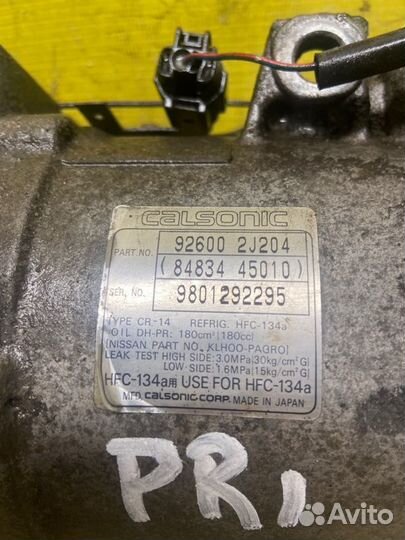 calsonic
PART NO. 92600 2J204
(84834 45010)
SERL NO. 9801292295
TYPE CR-14 REFRIG. HFC-134a
OIL DH-PR: 180cm³(180cc)
[NISSAN PART NO., KLH00-PAGR0]
LEAK TEST HIGH SIDE: 3.0MPa[30kg/cm²G]
LOW-SIDE: 1.6MPa[15kg/cm²G]
HFC-134a用 USE FOR HFC-134a
MFD. calsonic CORP. MADE IN JAPAN
PR1
Avito